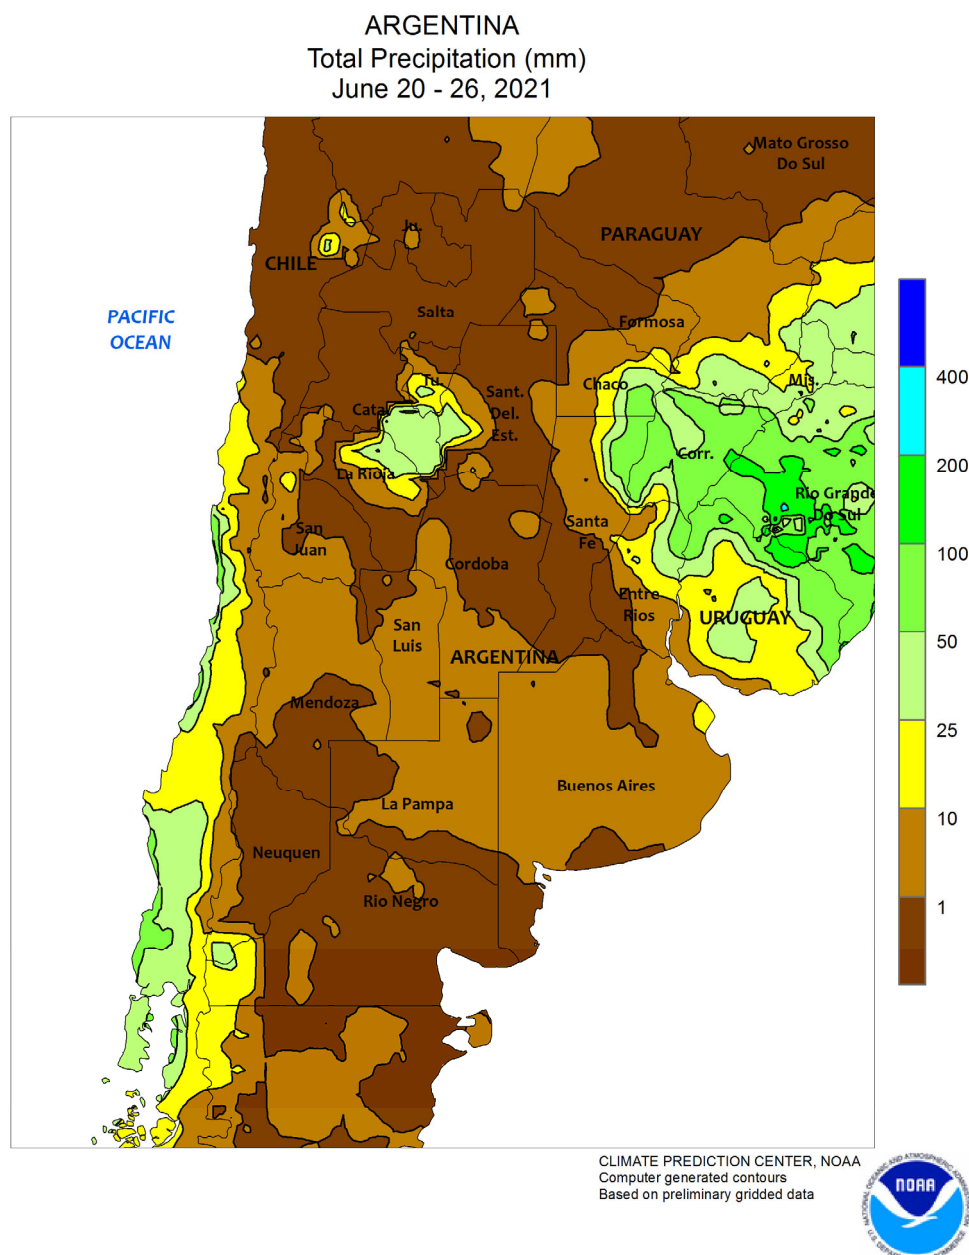 ARGENTINA
Total Precipitation (mm)
June 20 - 26, 2021
Mato Grosso
Do Sul
Ju.
PARAGUAY
CHILE
PACIFIC
OCEAN
Salta
Formosa
400
Tu.
Chaco
Mis.
Sant.
Del.
Est.
Catal
200
Corr.
La Rioja
Rio Grande
Do Sul
San
Juan
Santa
Fe
100
Cordoba
Entre
Rios
URUGUAY
San
Luis
50
ARGENTINA
Mendoza
25
Buenos Aires
La Pampa
10
Neuquen
Rio Negro
1
CLIMATE PREDICTION CENTER, NOAA
Computer generated contours
Based on preliminary gridded data
NOAA